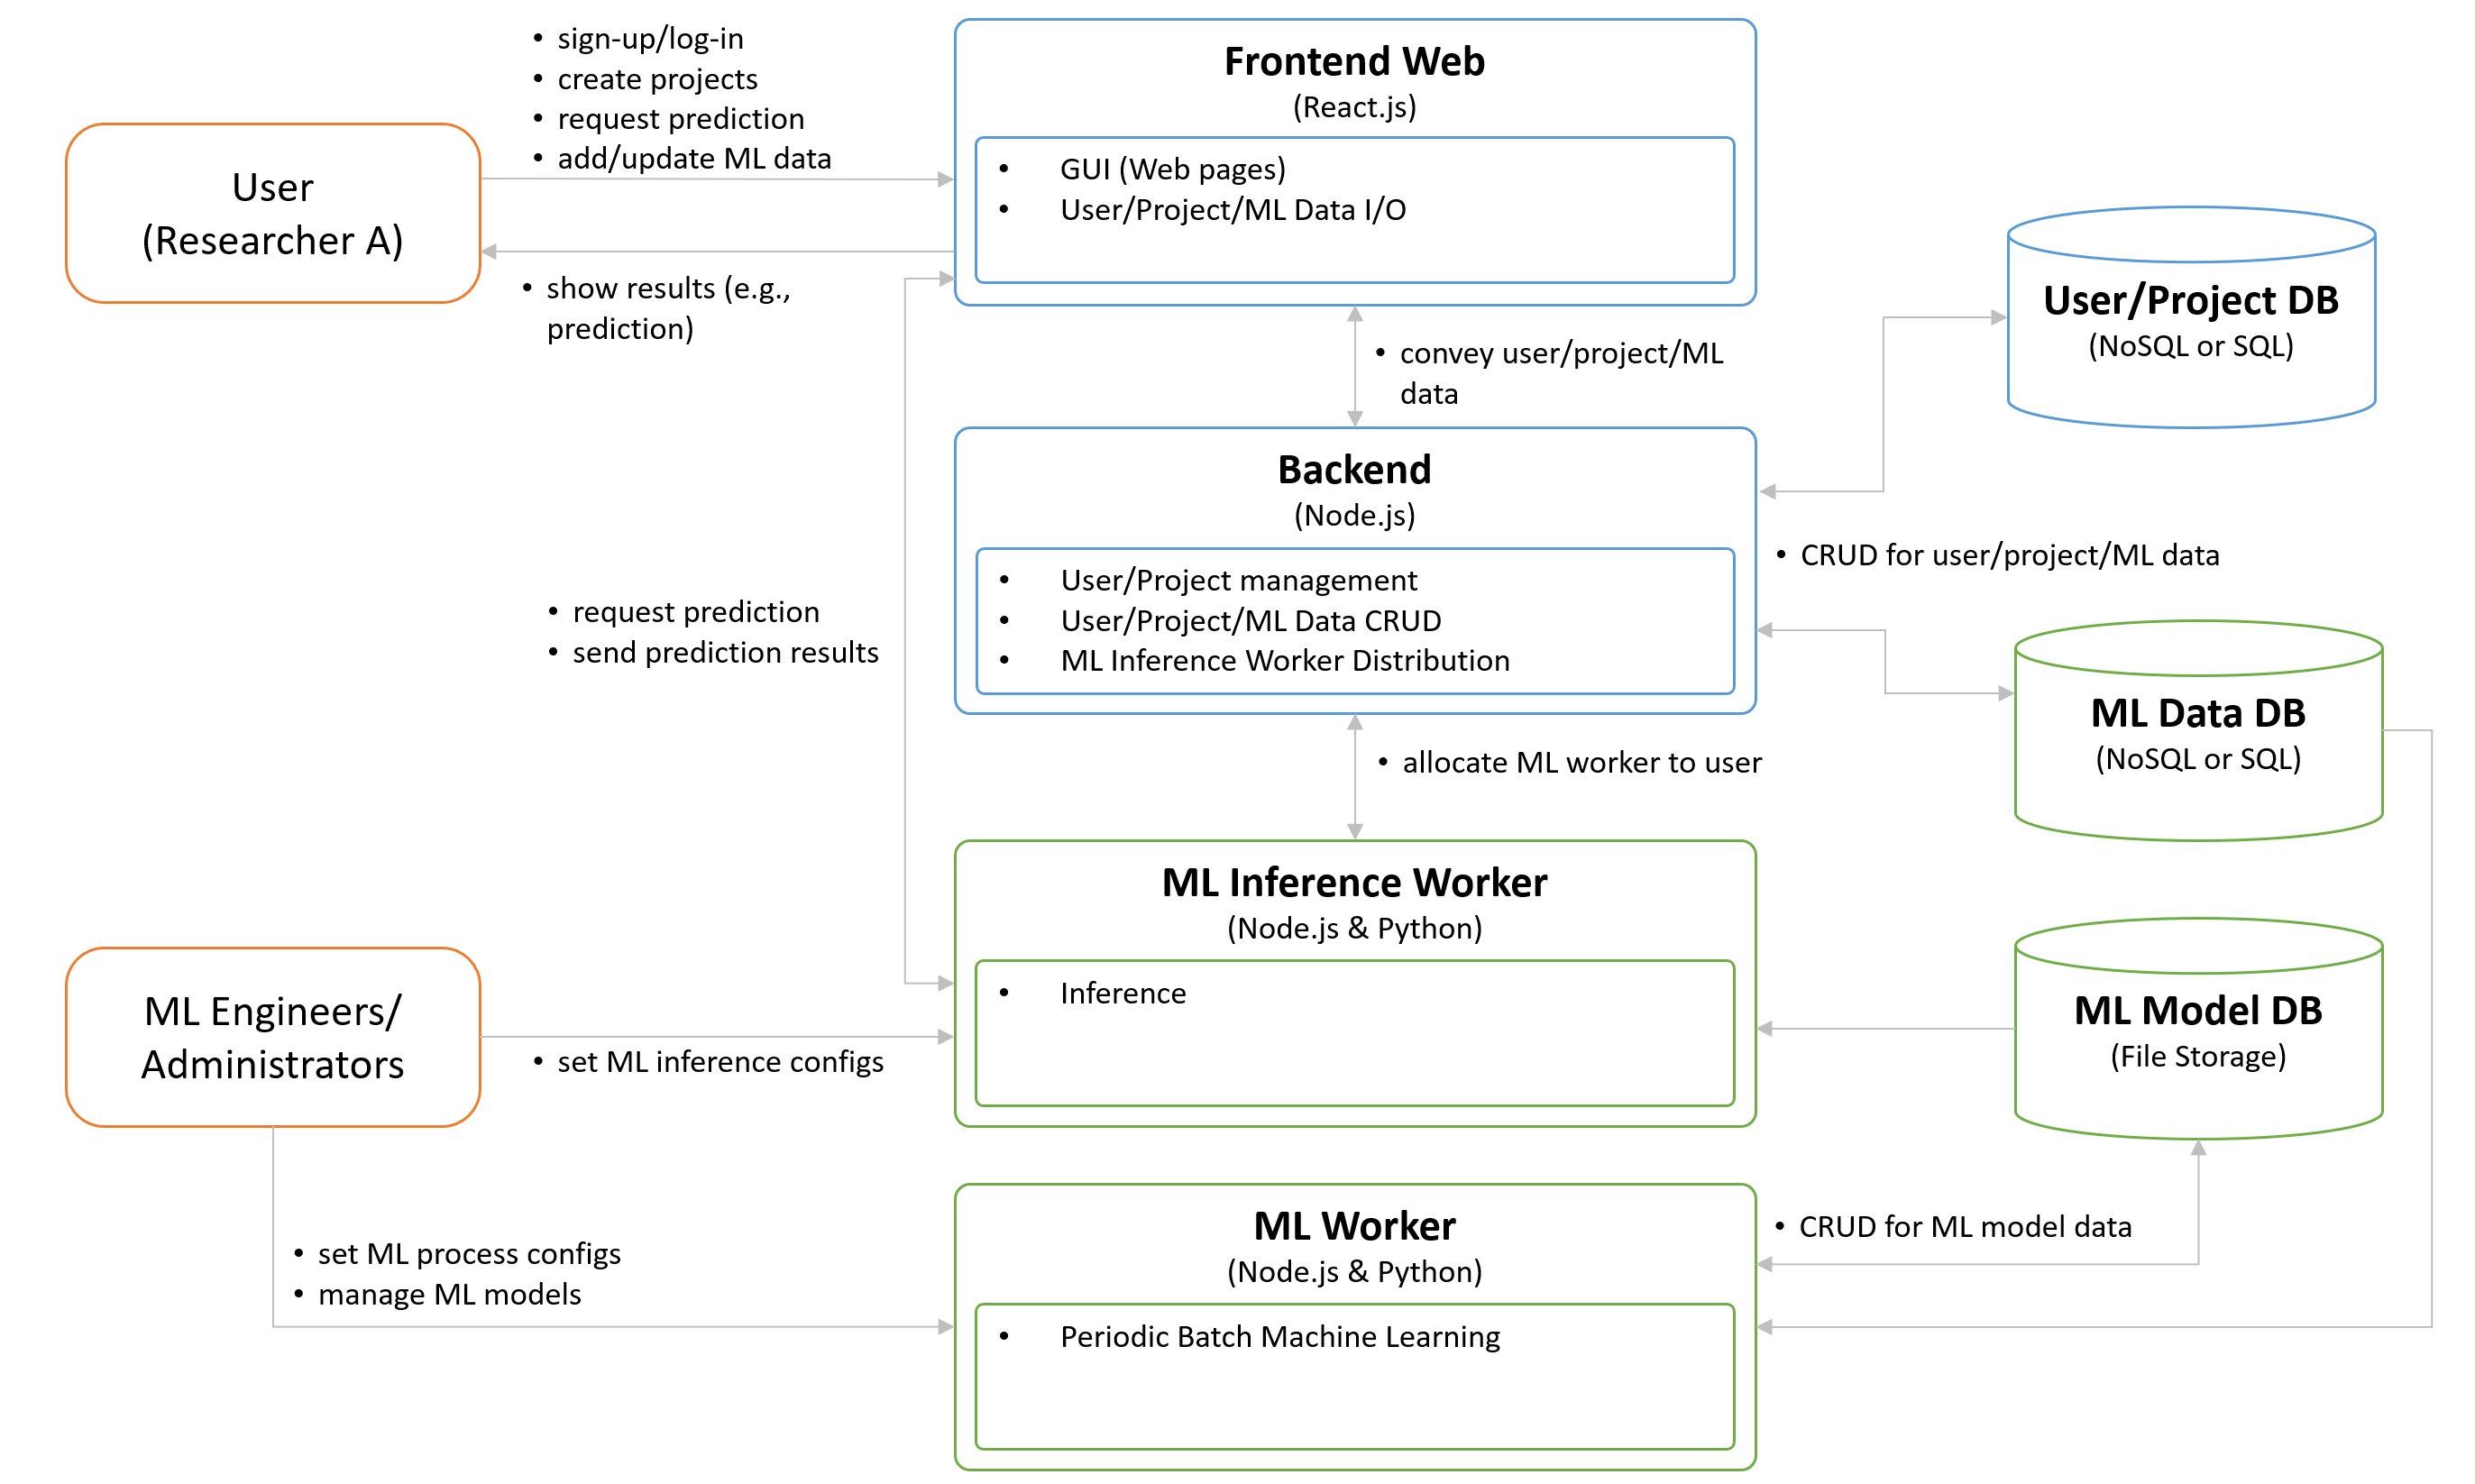 • sign-up/log-in
• create projects
• request prediction
• add/update ML data
User
(Researcher A)
• show results (e.g.,
prediction)
Frontend Web
(React.js)
• GUI (Web pages)
• User/Project/ML Data I/O
• convey user/project/ML
data
User/Project DB
(NoSQL or SQL)
Backend
(Node.js)
• User/Project management
• User/Project/ML Data CRUD
• ML Inference Worker Distribution
• CRUD for user/project/ML data
• request prediction
• send prediction results
ML Data DB
(NoSQL or SQL)
• allocate ML worker to user
ML Inference Worker
(Node.js & Python)
• Inference
ML Model DB
(File Storage)
ML Engineers/
Administrators
• set ML inference configs
• set ML process configs
• manage ML models
ML Worker
(Node.js & Python)
• Periodic Batch Machine Learning
• CRUD for ML model data